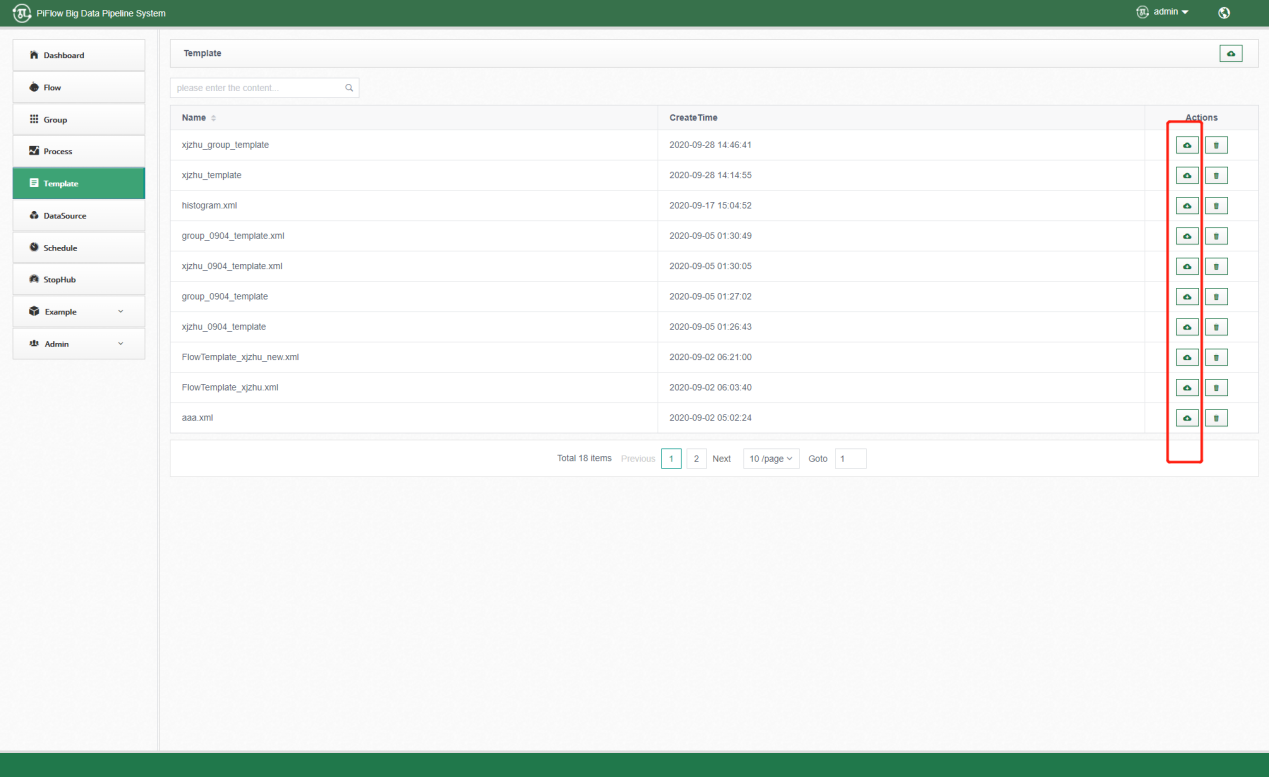 PiFlow Big Data Pipeline System
admin
Dashboard
Flow
Group
Process
Template
DataSource
Schedule
StopHub
Example
Admin
Template
please enter the content...
Name CreateTime Actions
xjzhu_group_template 2020-09-28 14:46:41
xjzhu_template 2020-09-28 14:14:55
histogram.xml 2020-09-17 15:04:52
group_0904_template.xml 2020-09-05 01:30:49
xjzhu_0904_template.xml 2020-09-05 01:30:05
group_0904_template 2020-09-05 01:27:02
xjzhu_0904_template 2020-09-05 01:26:43
FlowTemplate_xjzhu_new.xml 2020-09-02 06:21:00
FlowTemplate_xjzhu.xml 2020-09-02 06:03:40
aaa.xml 2020-09-02 05:02:24
Total 18 items Previous 1 2 Next 10 /page Goto 1